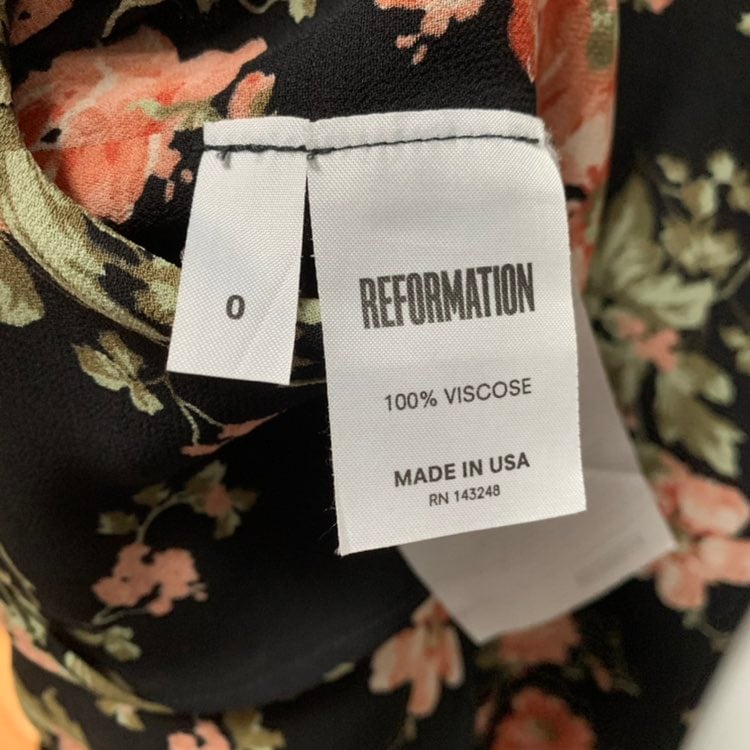 0
REFORMATION
100% VISCOSE
MADE IN USA
RN 143248